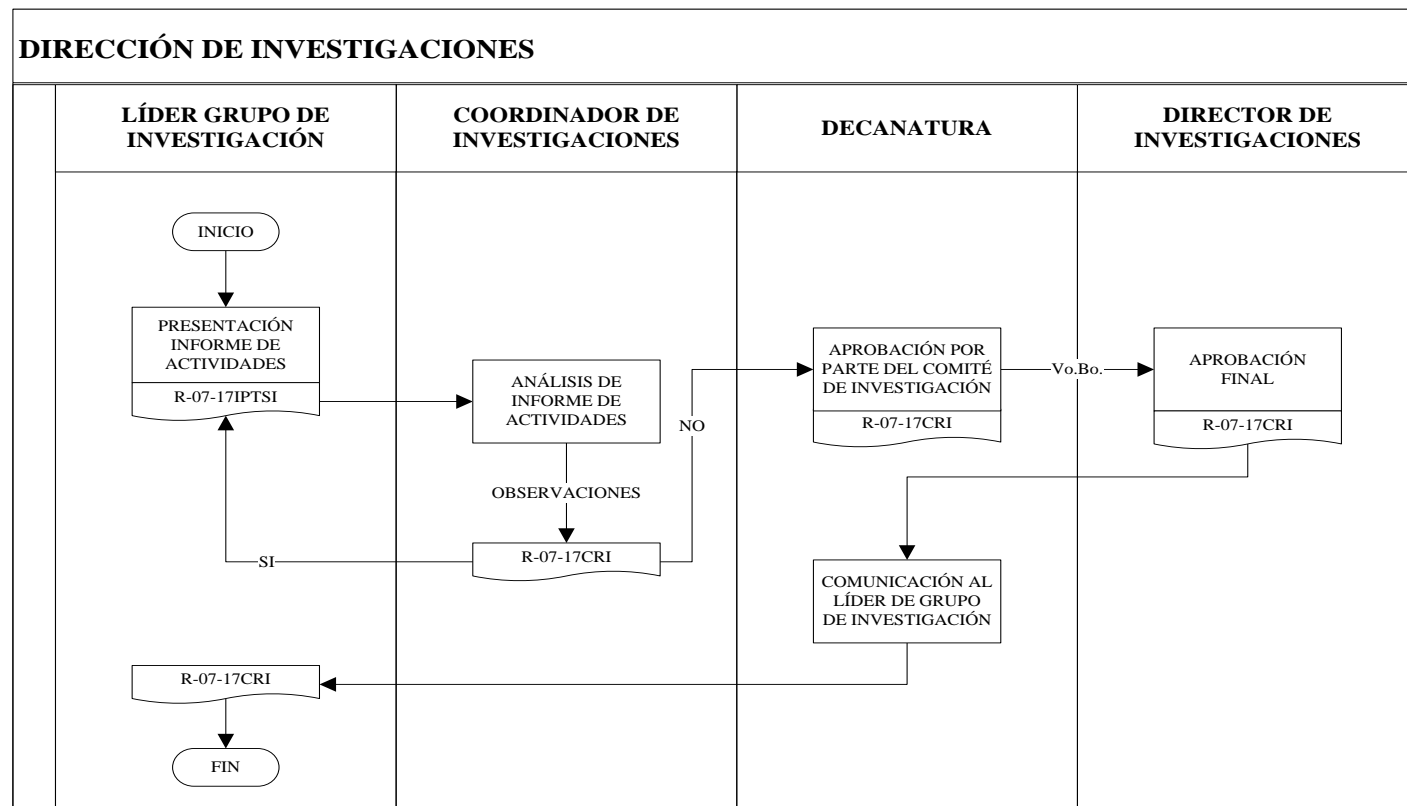 DIRECCIÓN DE INVESTIGACIONES
LÍDER GRUPO DE
INVESTIGACIÓN
COORDINADOR DE
INVESTIGACIONES
DECANATURA
DIRECTOR DE
INVESTIGACIONES
INICIO
PRESENTACIÓN
INFORME DE
ACTIVIDADES
R-07-17IPTSI
ANÁLISIS DE
INFORME DE
ACTIVIDADES
OBSERVACIONES
R-07-17CRI
SI
NO
APROBACIÓN POR
PARTE DEL COMITÉ
DE INVESTIGACIÓN
R-07-17CRI
Vo.Bo.
APROBACIÓN
FINAL
R-07-17CRI
COMUNICACIÓN AL
LÍDER DE GRUPO
DE INVESTIGACIÓN
R-07-17CRI
FIN